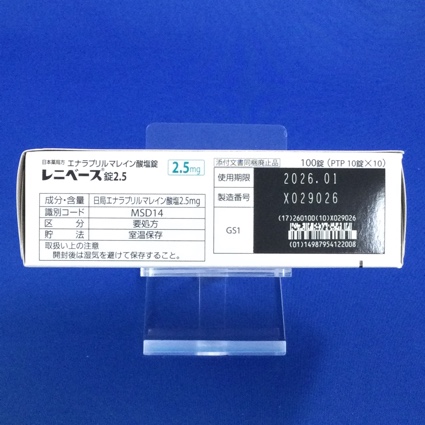 日本薬局方 エナラプリルマレイン酸塩錠
レニベース錠2.5
2.5mg
添付文書同梱廃止品
100錠 (PTP 10錠×10)
成分・含量 日局エナラプリルマレイン酸塩2.5mg
識別コード MSD14
区分 要処方
貯法 室温保存
取扱い上の注意
開封後は湿気を避けて保存すること。
使用期限 2026.01
製造番号 X029026
GS1
(17)260100(10)X029026
(01)14987954122008